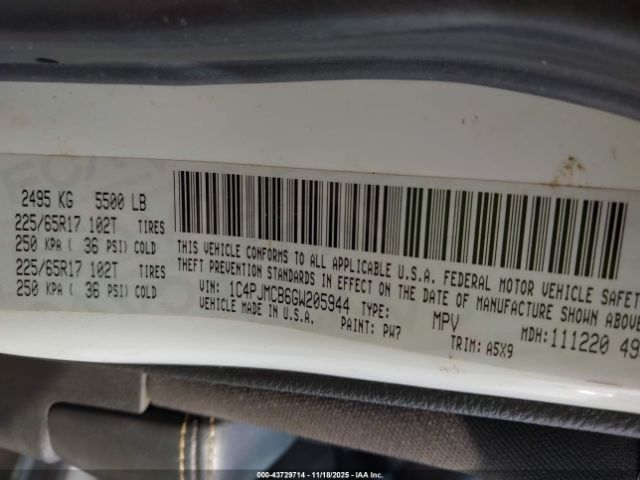 2495 KG 5500 LB
225/65R17 102T TIRES
250 KPA ( 36 PSI) COLD
225/65R17 102T TIRES
250 KPA ( 36 PSI) COLD
THIS VEHICLE CONFORMS TO ALL APPLICABLE U.S.A. FEDERAL MOTOR VEHICLE SAFET
THEFT PREVENTION STANDARDS IN EFFECT ON THE DATE OF MANUFACTURE SHOWN ABOVE
VIN: 1C4PJMCB6GW205944 TYPE: MPV MDH:111220 49
VEHICLE MADE IN U.S.A. PAINT: PW7 TRIM: A5X9
000-43729714 - 11/18/2025 - IAA Inc.